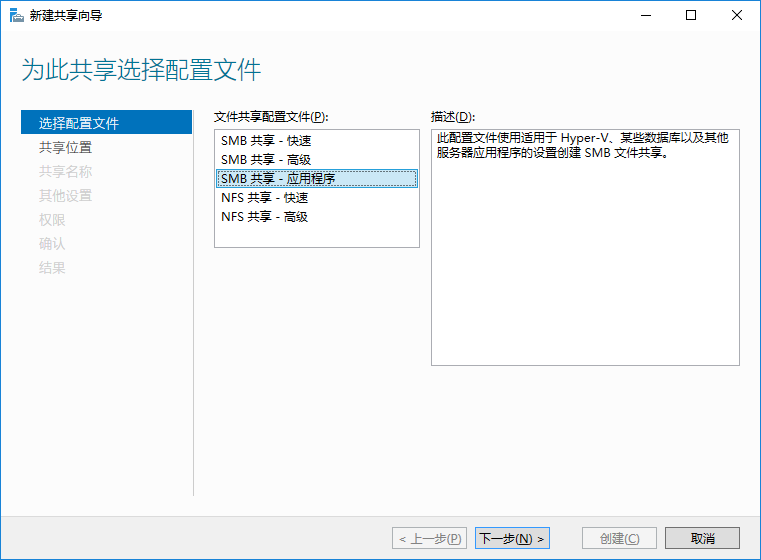 新建共享向导
为此共享选择配置文件
选择配置文件
共享位置
共享名称
其他设置
权限
确认
结果
文件共享配置文件(P):
SMB 共享 - 快速
SMB 共享 - 高级
SMB 共享 - 应用程序
NFS 共享 - 快速
NFS 共享 - 高级
描述(D):
此配置文件使用适用于 Hyper-V、某些数据库以及其他
服务器应用程序的设置创建 SMB 文件共享。
< 上一步(P)
下一步(N) >
创建(C)
取消